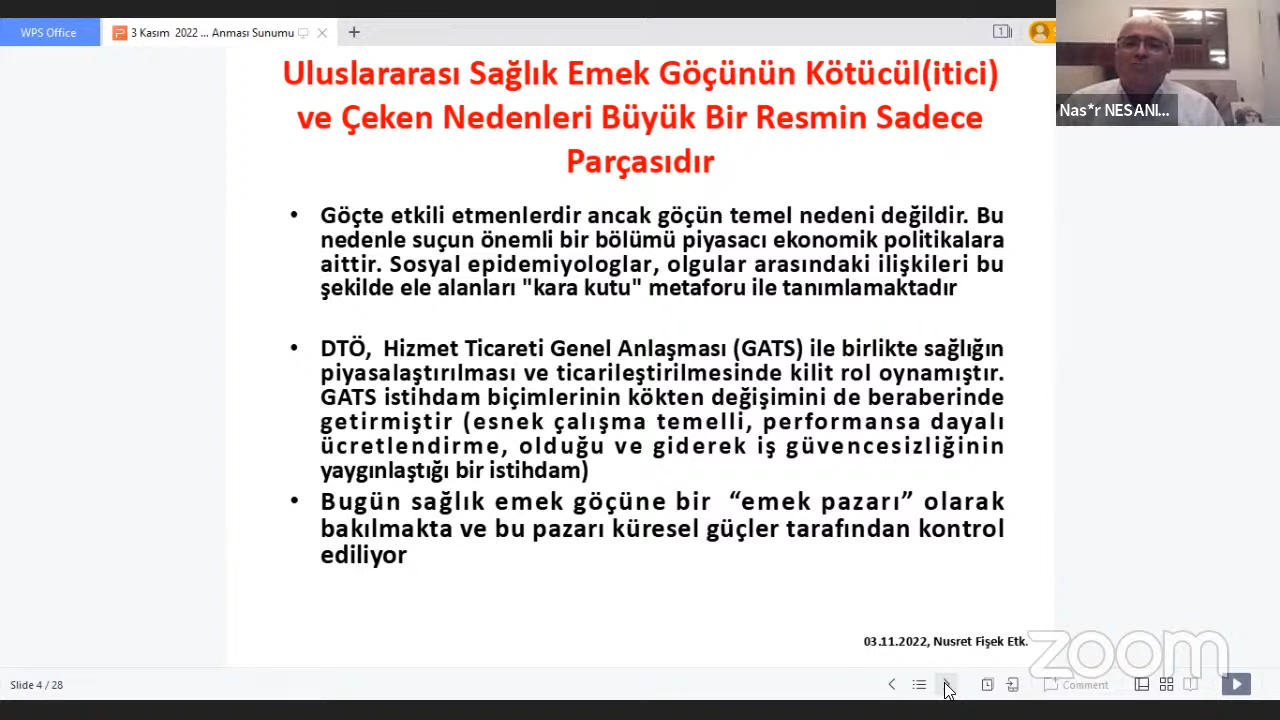 WPS Office
3 Kasım 2022 ... Anması Sunumu
1
Nas*r NESANI...
Uluslararası Sağlık Emek Göçünün Kötücül(itici)
ve Çeken Nedenleri Büyük Bir Resmin Sadece
Parçasıdır
• Göçte etkili etmenlerdir ancak göçün temel nedeni değildir. Bu
nedenle suçun önemli bir bölümü piyasacı ekonomik politikalara
aittir. Sosyal epidemiyologlar, olgular arasındaki ilişkileri bu
şekilde ele alanları "kara kutu" metaforu ile tanımlamaktadır
• DTÖ, Hizmet Ticareti Genel Anlaşması (GATS) ile birlikte sağlığın
piyasalaştırılması ve ticarileştirilmesinde kilit rol oynamıştır.
GATS istihdam biçimlerinin kökten değişimini de beraberinde
getirmiştir (esnek çalışma temelli, performansa dayalı
ücretlendirme, olduğu ve giderek iş güvencesizliğinin
yaygınlaştığı bir istihdam)
• Bugün sağlık emek göçüne bir “emek pazarı” olarak
bakılmakta ve bu pazarı küresel güçler tarafından kontrol
ediliyor
03.11.2022, Nusret Fişek Etk.
zoom
Slide 4 / 28
Comment